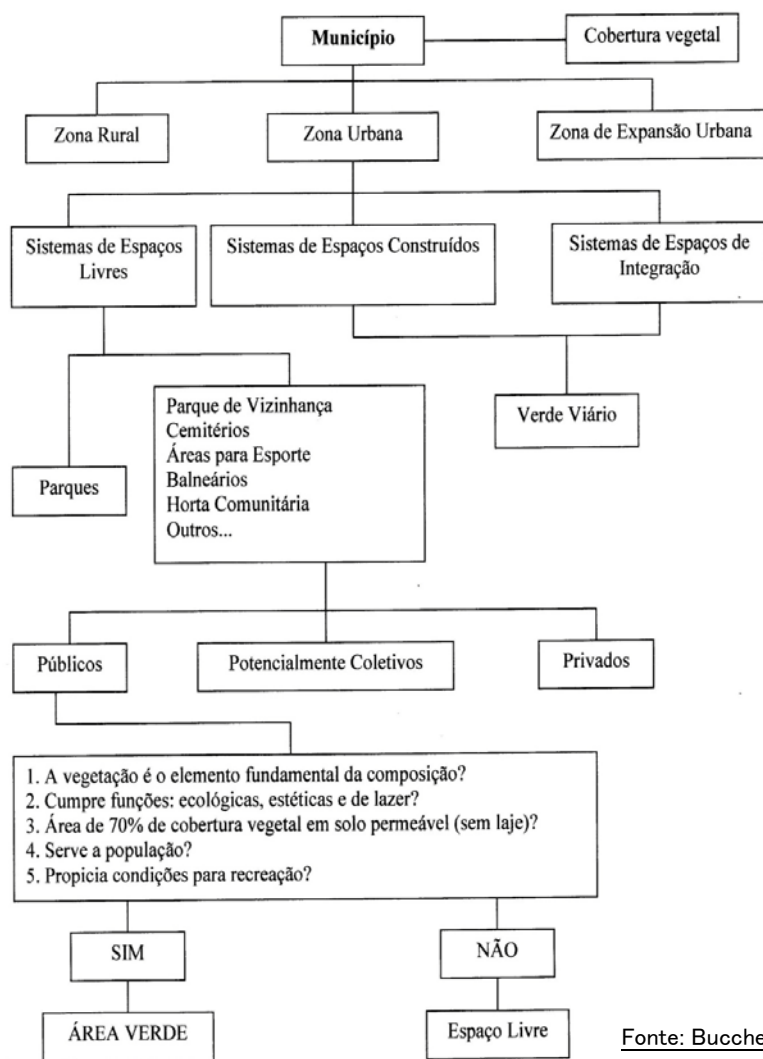 Município
Cobertura vegetal
Zona Rural
Zona Urbana
Zona de Expansão Urbana
Sistemas de Espaços
Livres
Sistemas de Espaços Construídos
Sistemas de Espaços de
Integração
Parque de Vizinhança
Cemitérios
Áreas para Esporte
Balneários
Horta Comunitária
Outros...
Verde Viário
Parques
Públicos
Potencialmente Coletivos
Privados
1. A vegetação é o elemento fundamental da composição?
2. Cumpre funções: ecológicas, estéticas e de lazer?
3. Área de 70% de cobertura vegetal em solo permeável (sem laje)?
4. Serve a população?
5. Propicia condições para recreação?
SIM
NÃO
ÁREA VERDE
Espaço Livre
Fonte: Bucche